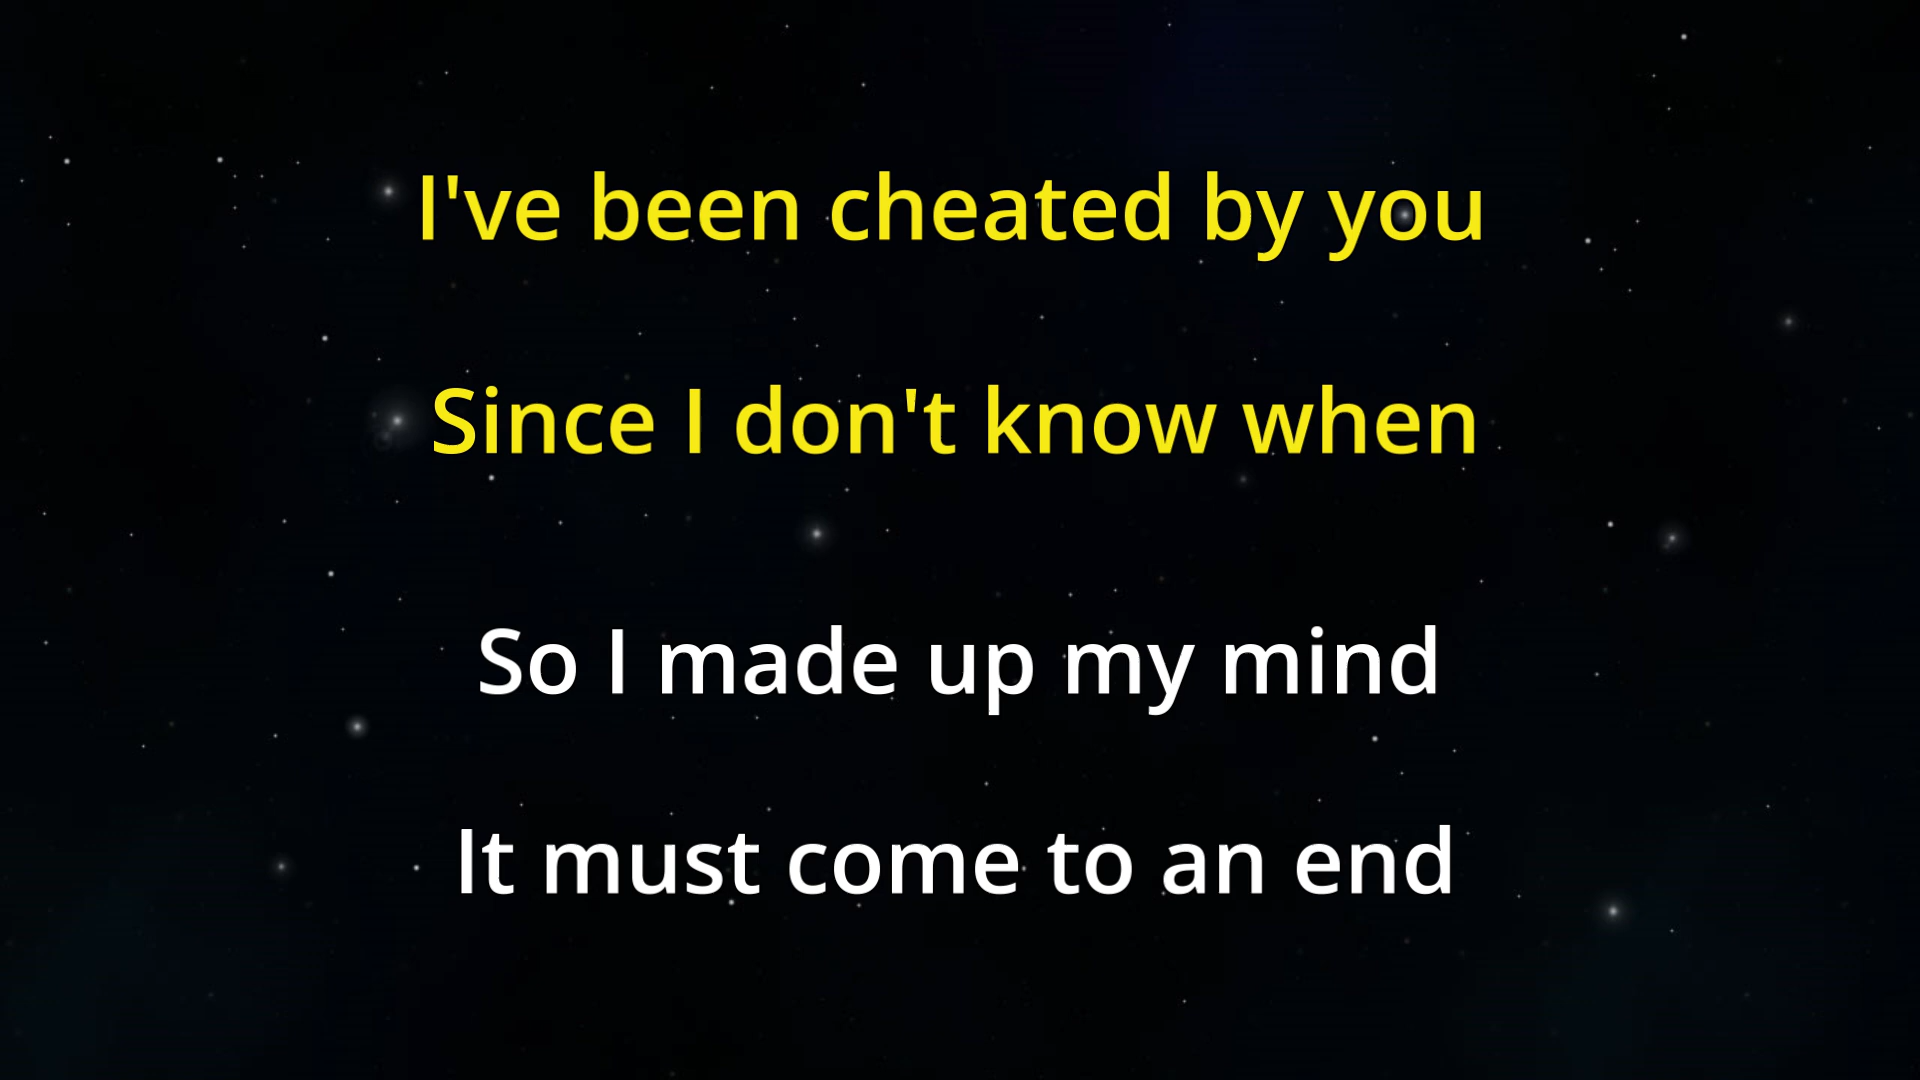 I've been cheated by you
Since I don't know when
So I made up my mind
It must come to an end